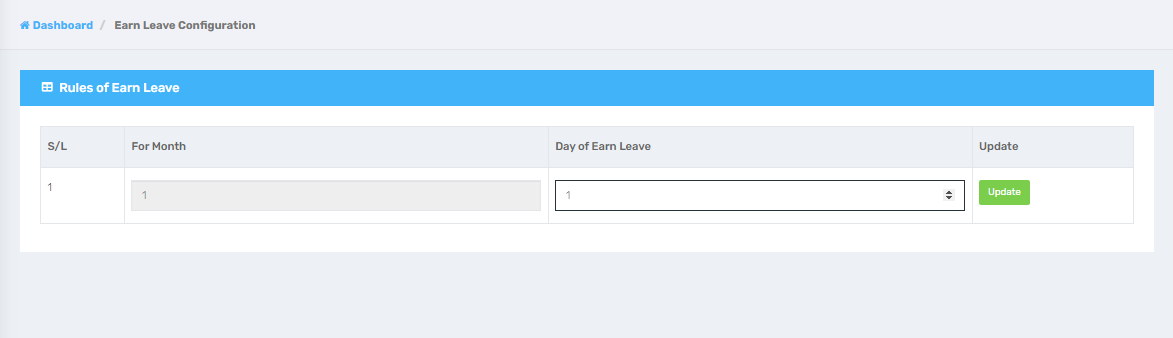 Dashboard / Earn Leave Configuration
Rules of Earn Leave
S/L For Month Day of Earn Leave Update
1 1 1 Update